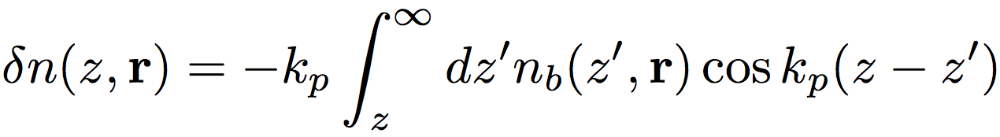 δn(z, r) = −k_p ∫_z^∞ dz′n_b(z′, r) cos k_p(z − z′)